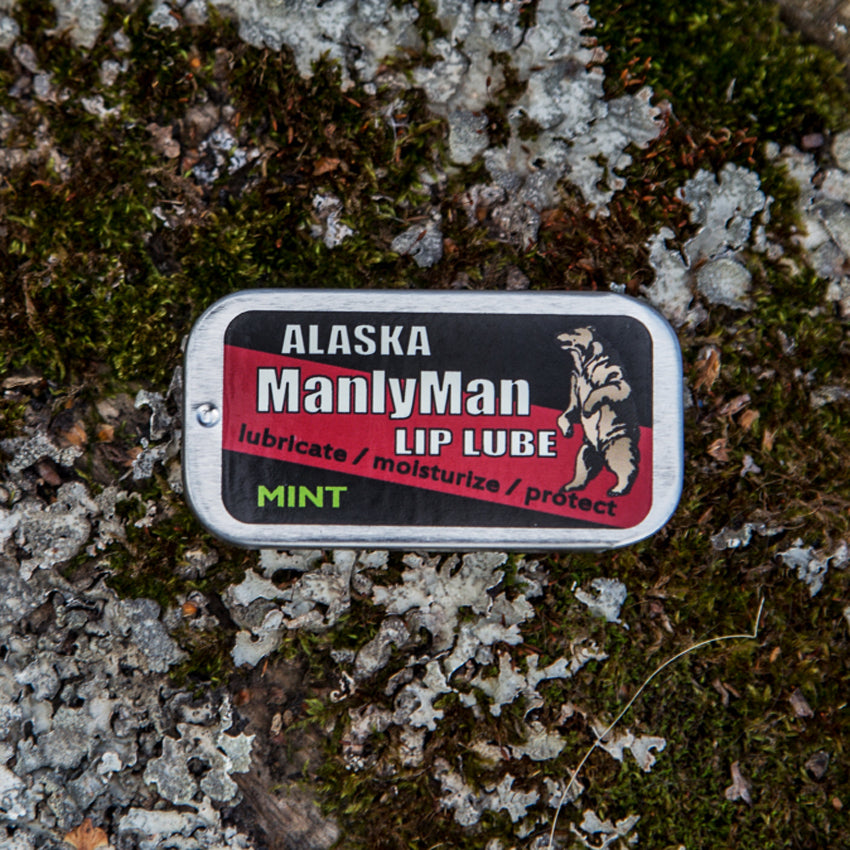 ALASKA
ManlyMan
LIP LUBE
lubricate / moisturize / protect
MINT